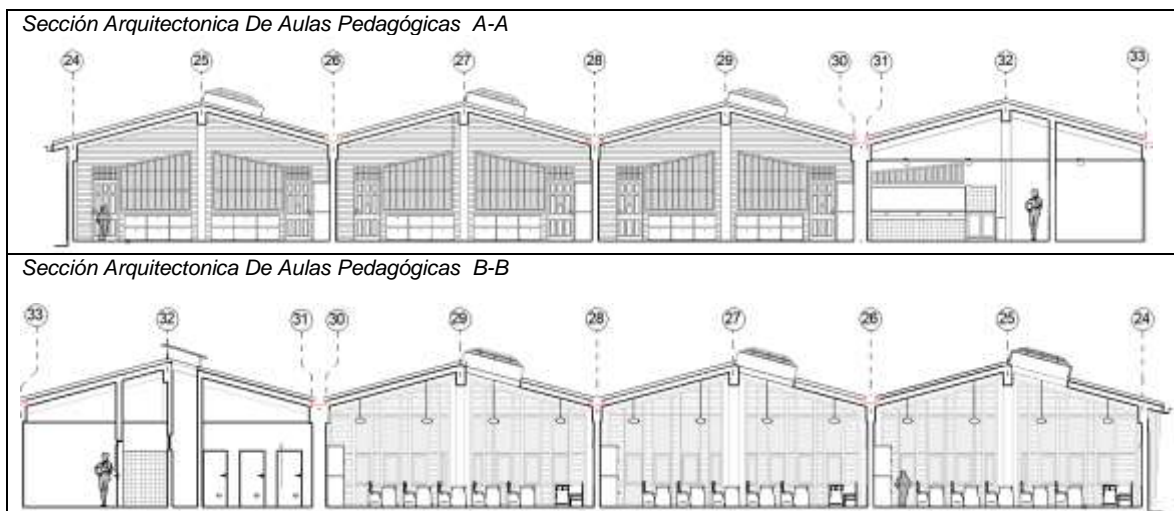 Sección Arquitectonica De Aulas Pedagógicas A-A
24 25 26 27 28 29 30 31 32 33
Sección Arquitectonica De Aulas Pedagógicas B-B
33 32 31 30 29 28 27 26 25 24